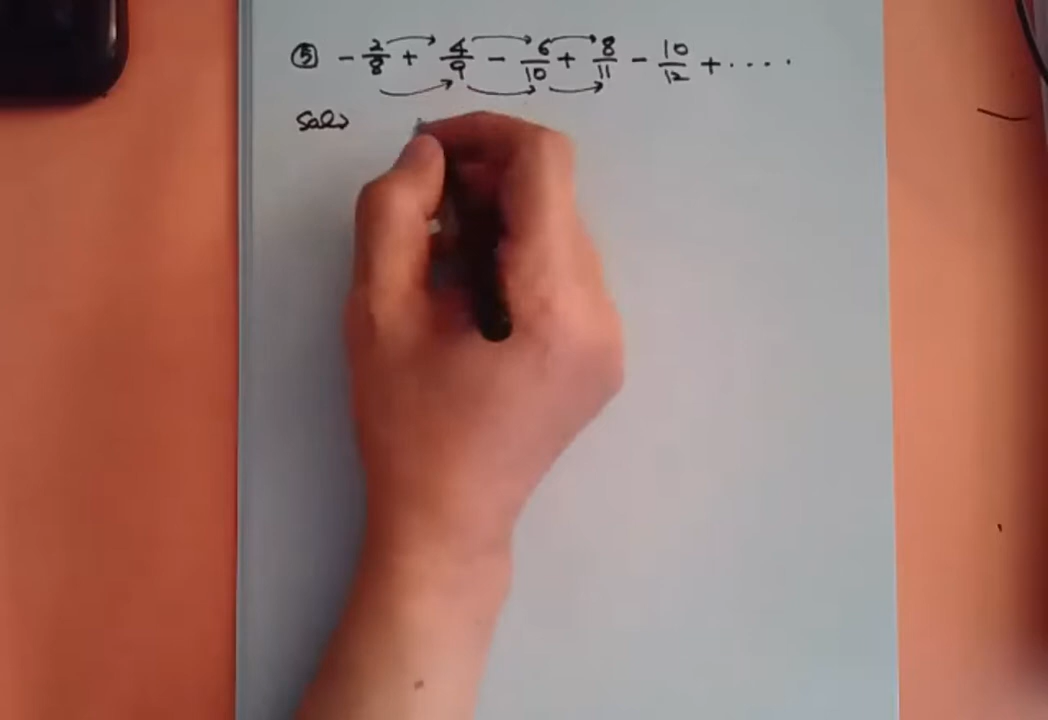 ⑤ - 2/8 + 4/9 - 6/10 + 8/11 - 10/12 + ....
Sol>